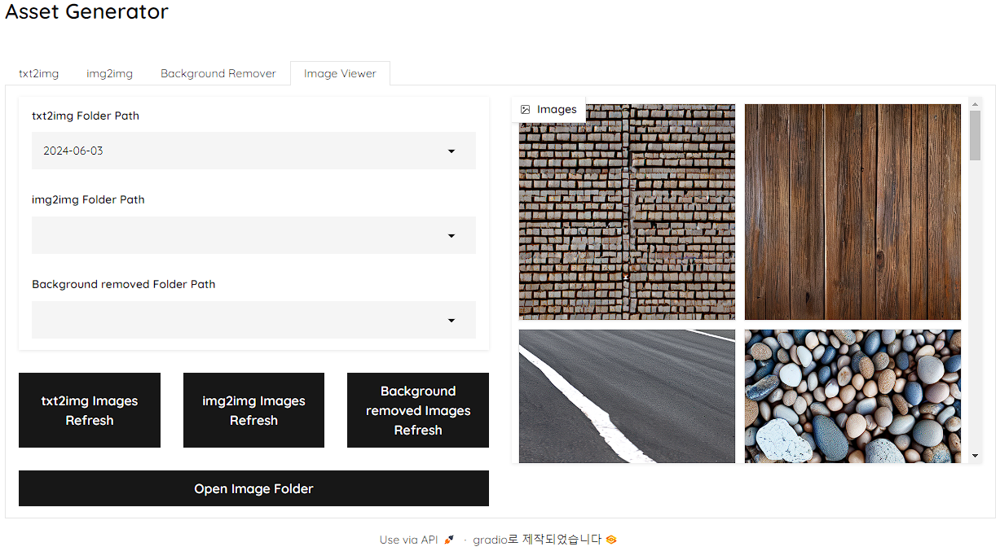 Asset Generator
txt2img
img2img
Background Remover
Image Viewer
txt2img Folder Path
2024-06-03
img2img Folder Path
Background removed Folder Path
txt2img Images
Refresh
img2img Images
Refresh
Background
removed Images
Refresh
Open Image Folder
Images
Use via API 🚀 · gradio로 제작되었습니다